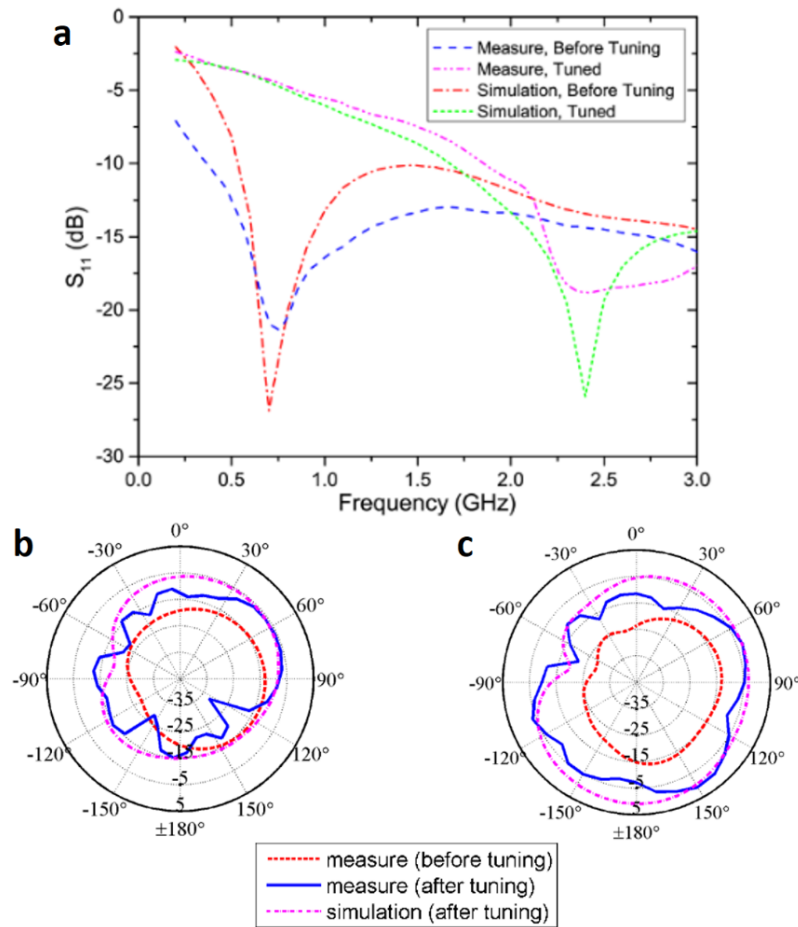 a
0
-5
-10
-15
-20
-25
-30
S11 (dB)
Measure, Before Tuning
Measure, Tuned
Simulation, Before Tuning
Simulation, Tuned
0.0 0.5 1.0 1.5 2.0 2.5 3.0
Frequency (GHz)
b
0°
-30° 30°
-60° 60°
-90° 90°
-120° 120°
-150° 150°
±180°
-35
-25
-15
-5
5
c
0°
-30° 30°
-60° 60°
-90° 90°
-120° 120°
-150° 150°
±180°
-35
-25
-15
-5
5
measure (before tuning)
measure (after tuning)
simulation (after tuning)